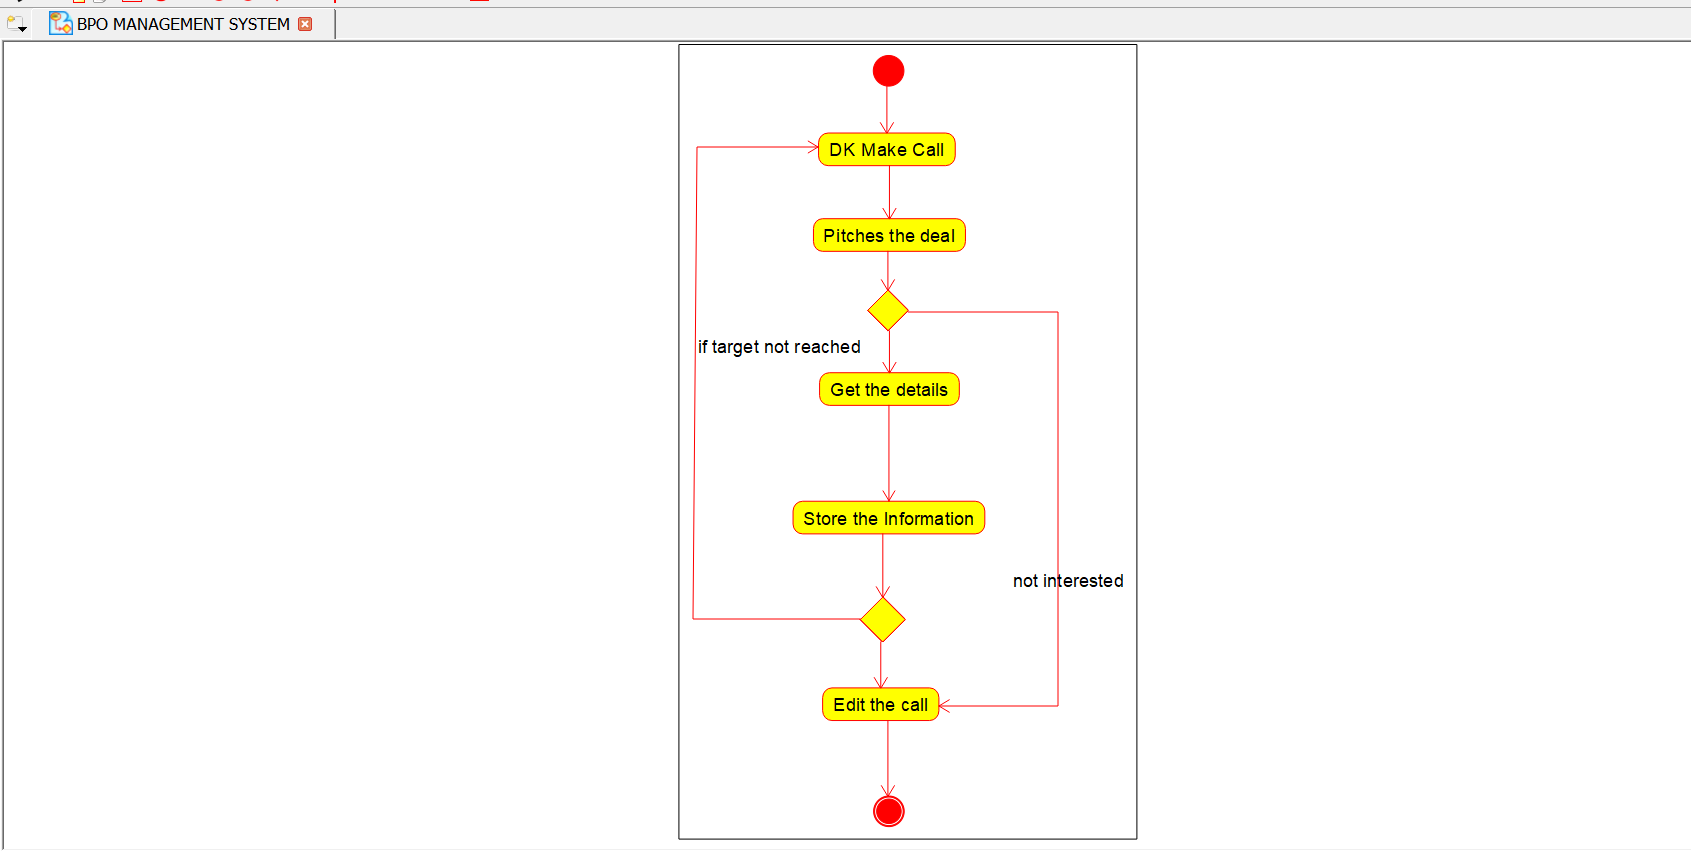 BPO MANAGEMENT SYSTEM
DK Make Call
Pitches the deal
if target not reached
Get the details
Store the Information
not interested
Edit the call